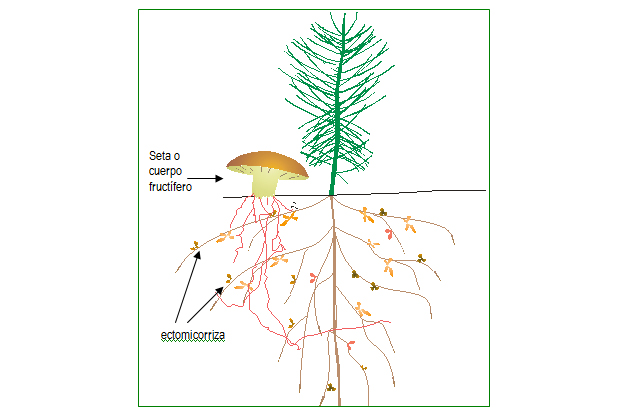 Seta o
cuerpo
fructífero
ectomicorriza